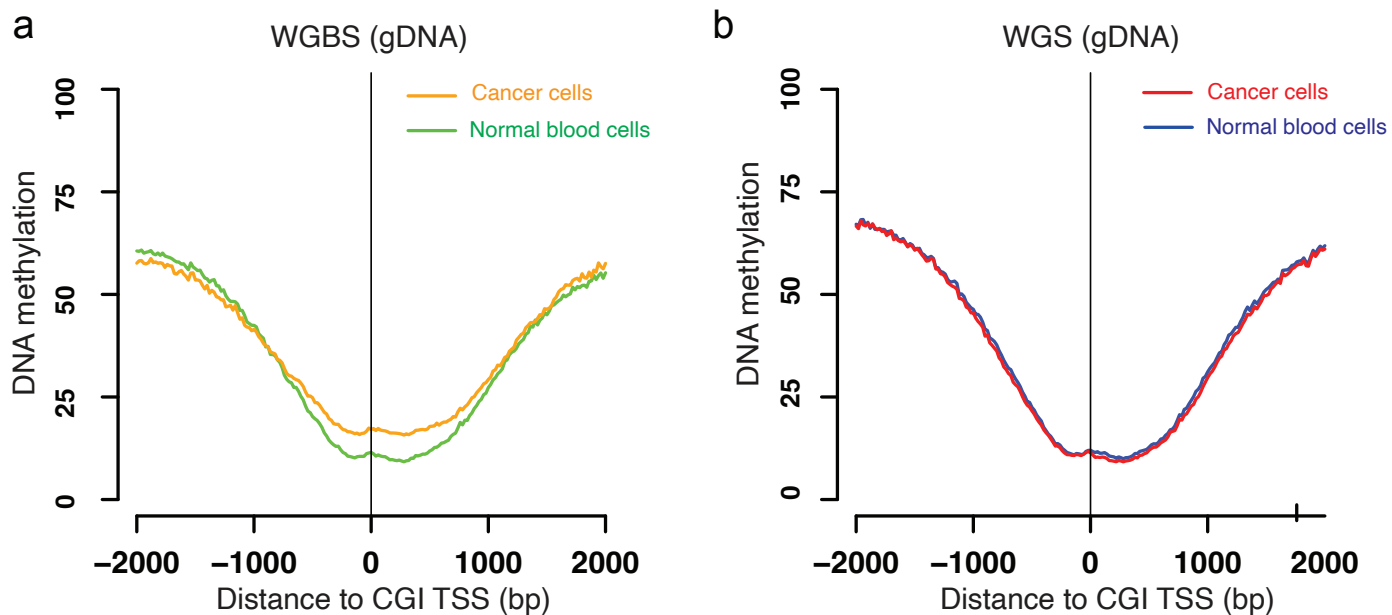 a
WGBS (gDNA)
Cancer cells
Normal blood cells
DNA methylation
100
75
50
25
0
−2000 −1000 0 1000 2000
Distance to CGI TSS (bp)
b
WGS (gDNA)
Cancer cells
Normal blood cells
DNA methylation
100
75
50
25
0
−2000 −1000 0 1000 2000
Distance to CGI TSS (bp)